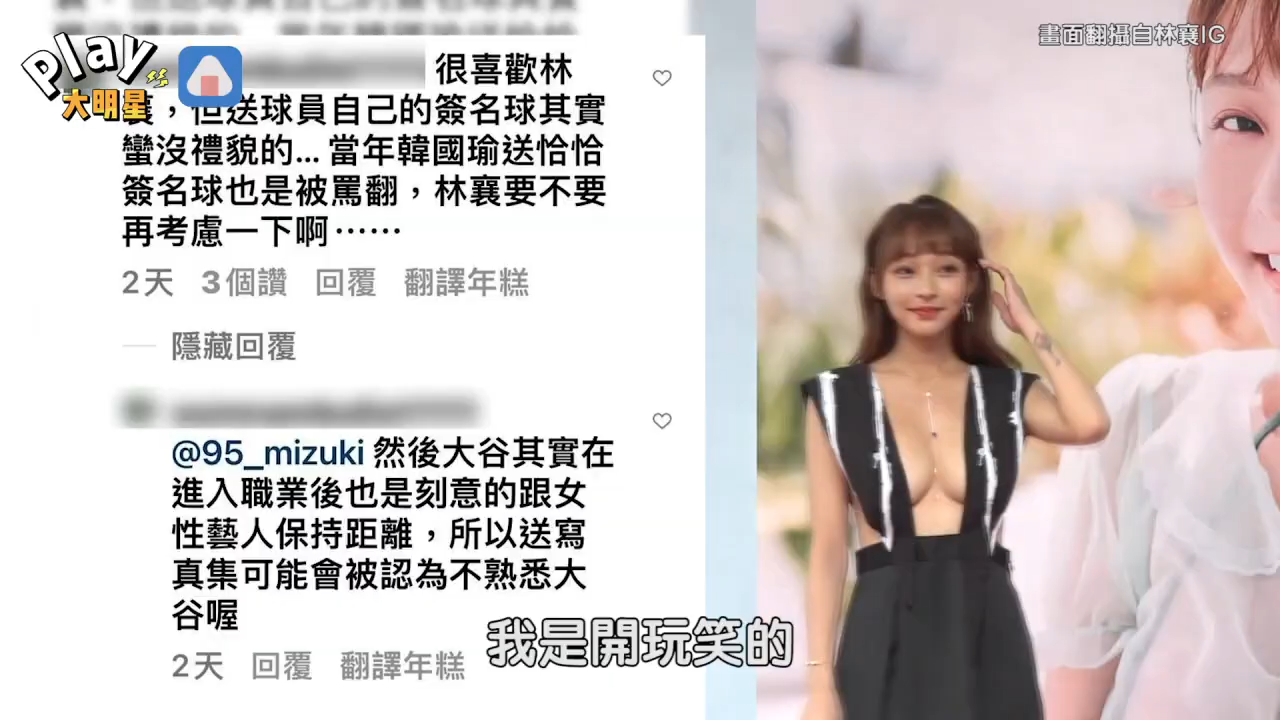 Play
大明星
畫面翻攝自林襄IG
很喜歡林
襄，但送球員自己的簽名球其實
蠻沒禮貌的... 當年韓國瑜送恰恰
簽名球也是被罵翻，林襄要不要
再考慮一下啊⋯⋯
2天 3個讚 回覆 翻譯年糕
隱藏回覆
@95_mizuki 然後大谷其實在
進入職業後也是刻意的跟女
性藝人保持距離，所以送寫
真集可能會被認為不熟悉大
谷喔
2天 回覆 翻譯年糕
我是開玩笑的